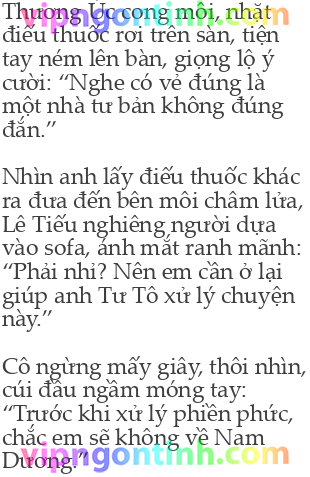 Thương Ực cong môi, nhặt
điếu thuốc rơi trên sàn, tiện
tay ném lên bàn, giọng lộ ý
cười: “Nghe có vẻ đúng là
một nhà tư bản không đúng
đắn.”
Nhìn anh lấy điếu thuốc khác
ra đưa đến bên môi châm lửa,
Lê Tiếu nghiêng người dựa
vào sofa, ánh mắt ranh mãnh:
“Phải nhỉ? Nên em cần ở lại
giúp anh Tư Tô xử lý chuyện
này.”
Cô ngừng mấy giây, thôi nhìn,
cúi đầu ngầm móng tay:
“Trước khi xử lý phiền phức,
chắc em sẽ không về Nam
Dương.”
vipngontinh.com
vipngontinh.com